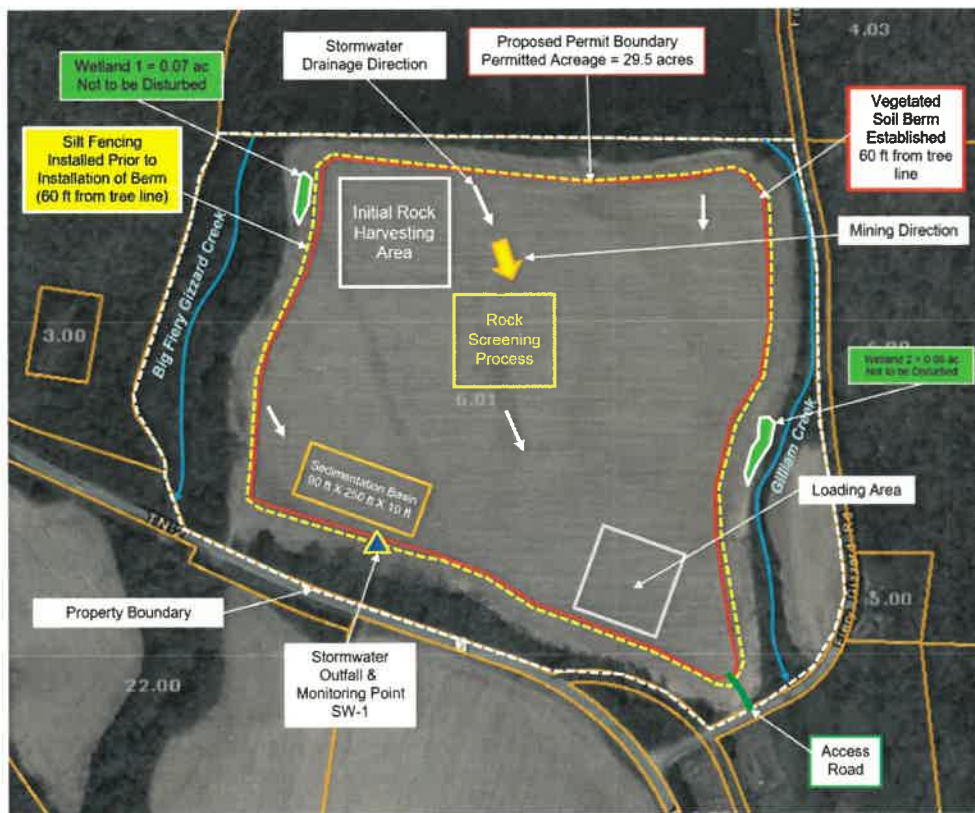 4.03
Stormwater
Drainage Direction
Proposed Permit Boundary
Permitted Acreage = 29.5 acres
Wetland 1 = 0.07 ac
Not to be Disturbed
Vegetated
Soil Berm
Established
60 ft from tree
line
Silt Fencing
Installed Prior to
Installation of Berm
(60 ft from tree line)
Initial Rock
Harvesting
Area
Mining Direction
Big Fiery Gizzard Creek
3.00
Rock
Screening
Process
Wetland 2 =
ac
Not to be Disturbed
6.01
Gilliam Creek
Sedimentation Basin
90 ft X 250 ft X 10 ft
Loading Area
Property Boundary
5.00
Stormwater
Outfall &
Monitoring Point
SW-1
22.00
Access
Road